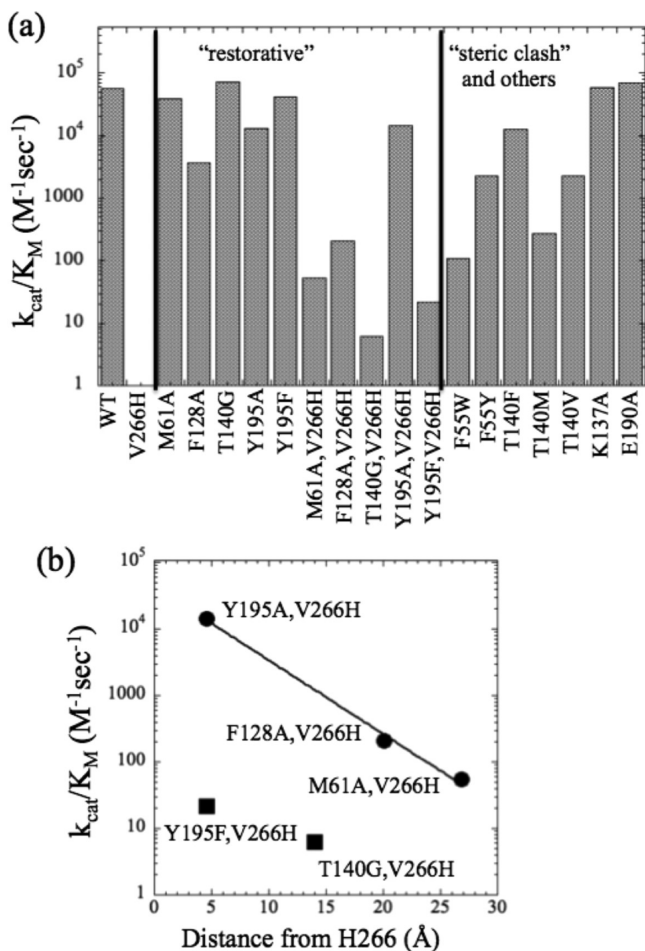 (a)
"restorative"
"steric clash"
and others
k_cat/K_M (M⁻¹sec⁻¹)
10⁵
10⁴
1000
100
10
1
WT
V266H
M61A
F128A
T140G
Y195A
Y195F
M61A,V266H
F128A,V266H
T140G,V266H
Y195A,V266H
Y195F,V266H
F55W
F55Y
T140F
T140M
T140V
K137A
E190A
(b)
k_cat/K_M (M⁻¹sec⁻¹)
10⁵
10⁴
1000
100
10
1
Y195A,V266H
F128A,V266H
M61A,V266H
Y195F,V266H
T140G,V266H
0 5 10 15 20 25 30
Distance from H266 (Å)